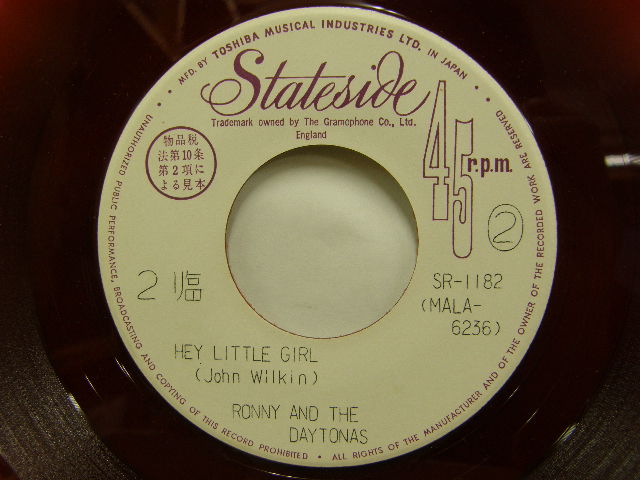 MFD. BY TOSHIBA MUSICAL INDUSTRIES LTD. IN JAPAN
Stateside
Trademark owned by The Gramophone Co., Ltd.
England
45 r.p.m.
物品税
法第10条
第2項に
よる見本
2
2 臨
SR-1182
(MALA-
6236)
HEY LITTLE GIRL
(John Wilkin)
RONNY AND THE
DAYTONAS
UNAUTHORIZED PUBLIC PERFORMANCE, BROADCASTING AND COPYING OF THIS RECORD PROHIBITED • ALL RIGHTS OF THE MANUFACTURER AND OF THE OWNER OF THE RECORDED WORK ARE RESERVED